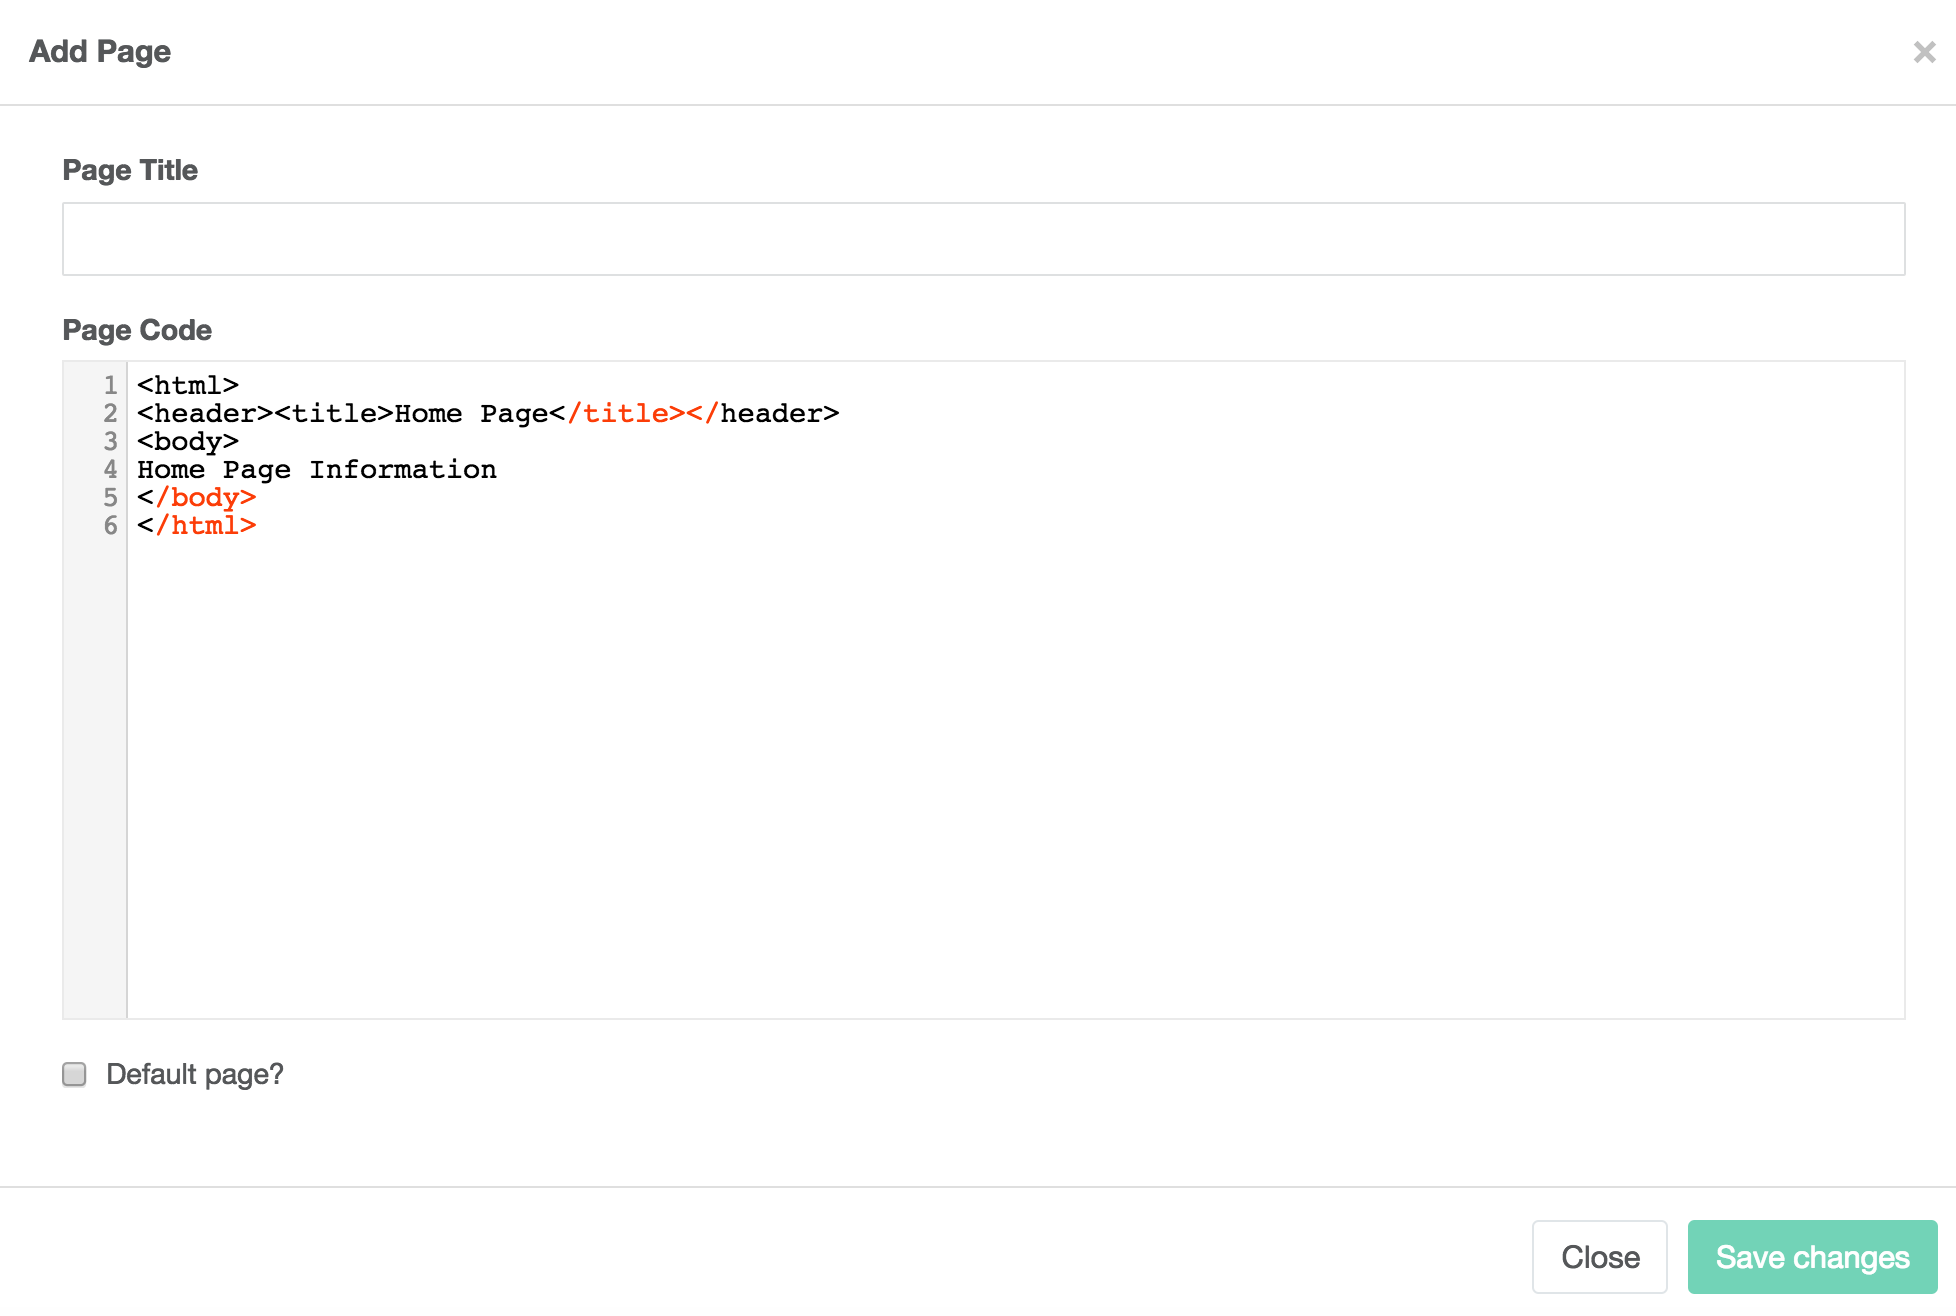 Add Page
×
Page Title
Page Code
1 <html>
2 <header><title>Home Page</title></header>
3 <body>
4 Home Page Information
5 </body>
6 </html>
Default page?
Close Save changes